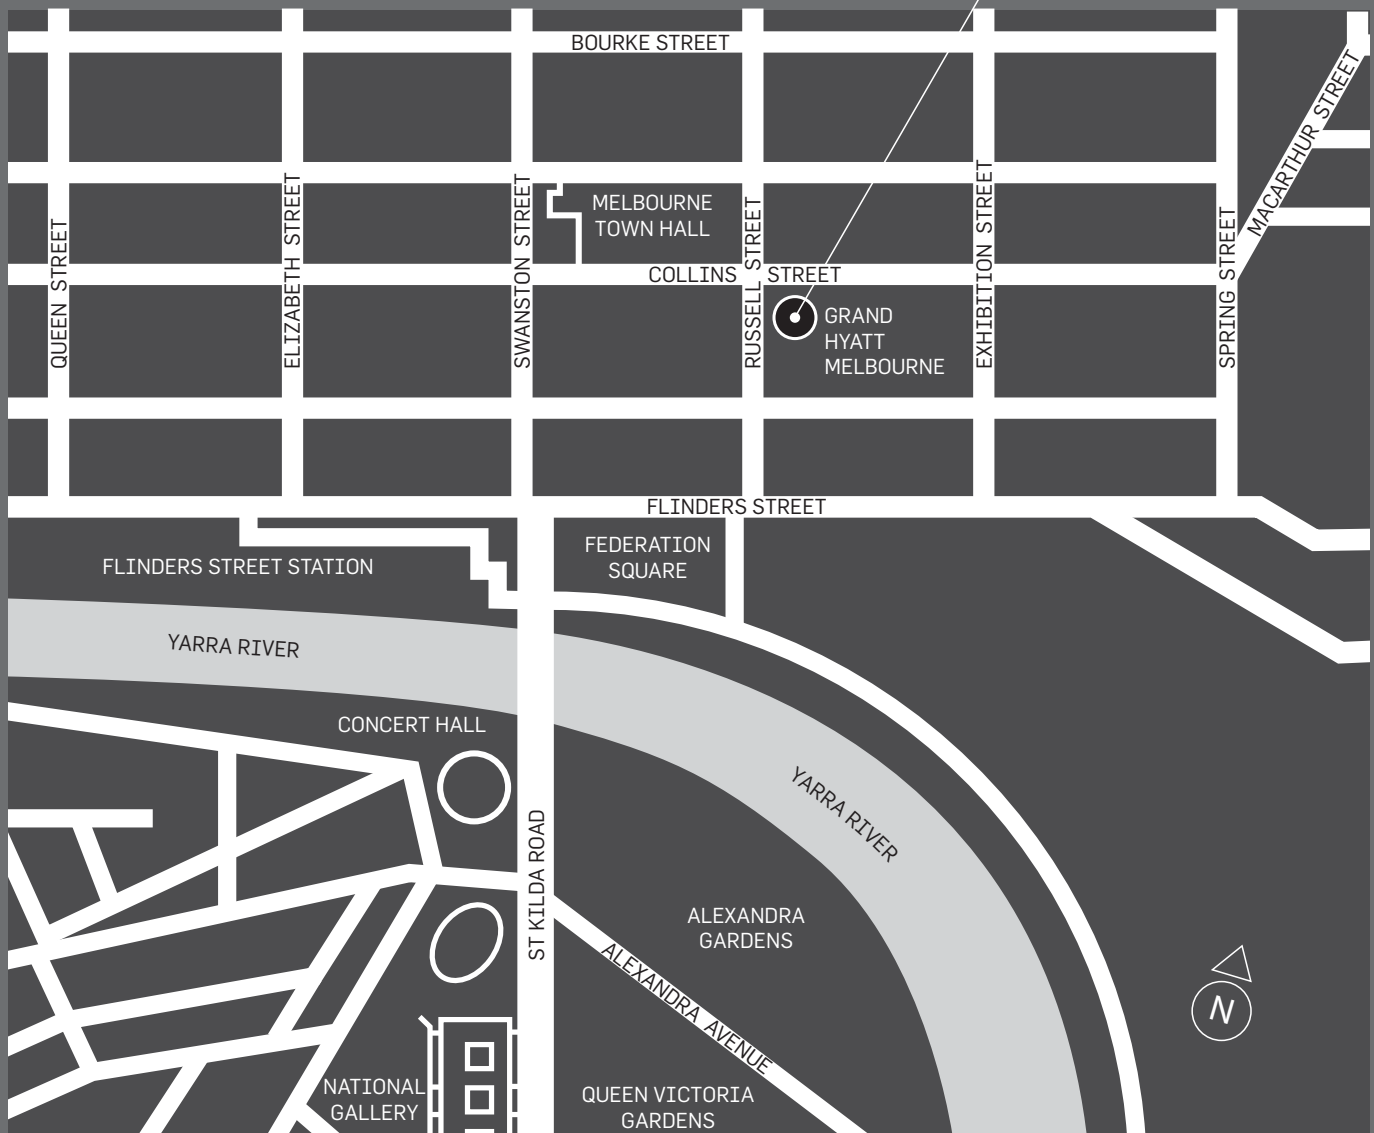 BOURKE STREET
MACARTHUR STREET
MELBOURNE
TOWN HALL
QUEEN STREET
ELIZABETH STREET
SWANSTON STREET
RUSSELL STREET
EXHIBITION STREET
SPRING STREET
COLLINS STREET
GRAND
HYATT
MELBOURNE
FLINDERS STREET
FEDERATION
SQUARE
FLINDERS STREET STATION
YARRA RIVER
CONCERT HALL
YARRA RIVER
ST KILDA ROAD
ALEXANDRA
GARDENS
ALEXANDRA AVENUE
N
NATIONAL
GALLERY
QUEEN VICTORIA
GARDENS